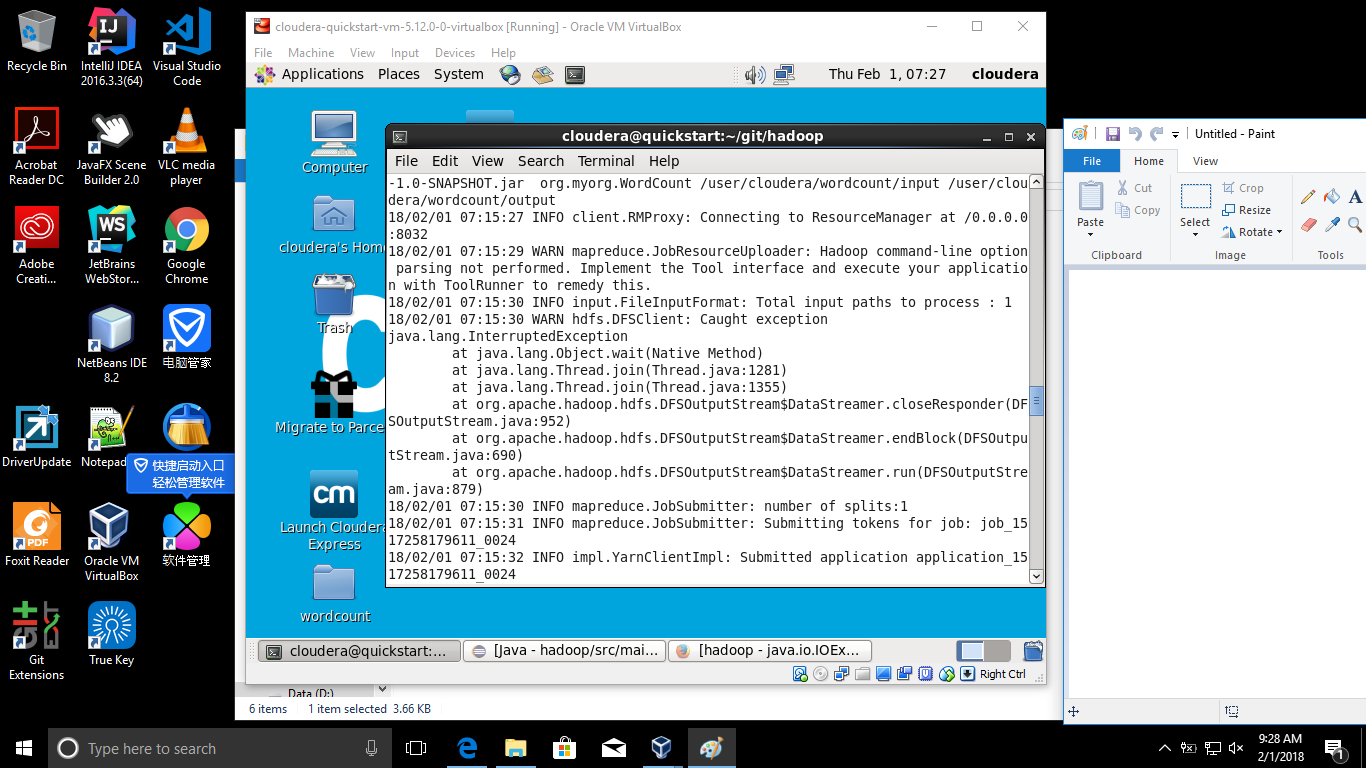 Recycle Bin
IntelliJ IDEA
2016.3.3(64)
Visual Studio
Code
Acrobat
Reader DC
JavaFX Scene
Builder 2.0
VLC media
player
Adobe
Creati...
JetBrains
WebStor...
Google
Chrome
NetBeans IDE
8.2
电脑管家
DriverUpdate
Notepad
快捷启动入口
轻松管理软件
Foxit Reader
Oracle VM
VirtualBox
软件管理
Git
Extensions
True Key
cloudera-quickstart-vm-5.12.0-0-virtualbox [Running] - Oracle VM VirtualBox
File Machine View Input Devices Help
Applications Places System Thu Feb 1, 07:27 cloudera
Computer
cloudera's Home
Trash
Migrate to Parce
cm
Launch Cloudera
Express
wordcount
cloudera@quickstart:~/git/hadoop
File Edit View Search Terminal Help
-1.0-SNAPSHOT.jar  org.myorg.WordCount /user/cloudera/wordcount/input /user/clou
dera/wordcount/output
18/02/01 07:15:27 INFO client.RMProxy: Connecting to ResourceManager at /0.0.0.0
:8032
18/02/01 07:15:29 WARN mapreduce.JobResourceUploader: Hadoop command-line option
 parsing not performed. Implement the Tool interface and execute your applicatio
n with ToolRunner to remedy this.
18/02/01 07:15:30 INFO input.FileInputFormat: Total input paths to process : 1
18/02/01 07:15:30 WARN hdfs.DFSClient: Caught exception
java.lang.InterruptedException
at java.lang.Object.wait(Native Method)
at java.lang.Thread.join(Thread.java:1281)
at java.lang.Thread.join(Thread.java:1355)
at org.apache.hadoop.hdfs.DFSOutputStream$DataStreamer.closeResponder(DF
SOutputStream.java:952)
at org.apache.hadoop.hdfs.DFSOutputStream$DataStreamer.endBlock(DFSOutpu
tStream.java:690)
at org.apache.hadoop.hdfs.DFSOutputStream$DataStreamer.run(DFSOutputStre
am.java:879)
18/02/01 07:15:30 INFO mapreduce.JobSubmitter: number of splits:1
18/02/01 07:15:31 INFO mapreduce.JobSubmitter: Submitting tokens for job: job_15
17258179611_0024
18/02/01 07:15:32 INFO impl.YarnClientImpl: Submitted application application_15
17258179611_0024
cloudera@quickstart:... [Java - hadoop/src/mai... [hadoop - java.io.IOEx...
Right Ctrl
Data (D:)
6 items 1 item selected 3.66 KB
Untitled - Paint
File Home View
Paste
Cut
Copy
Clipboard
Select
Crop
Resize
Rotate
Image
Tools
Type here to search
9:28 AM
2/1/2018
1